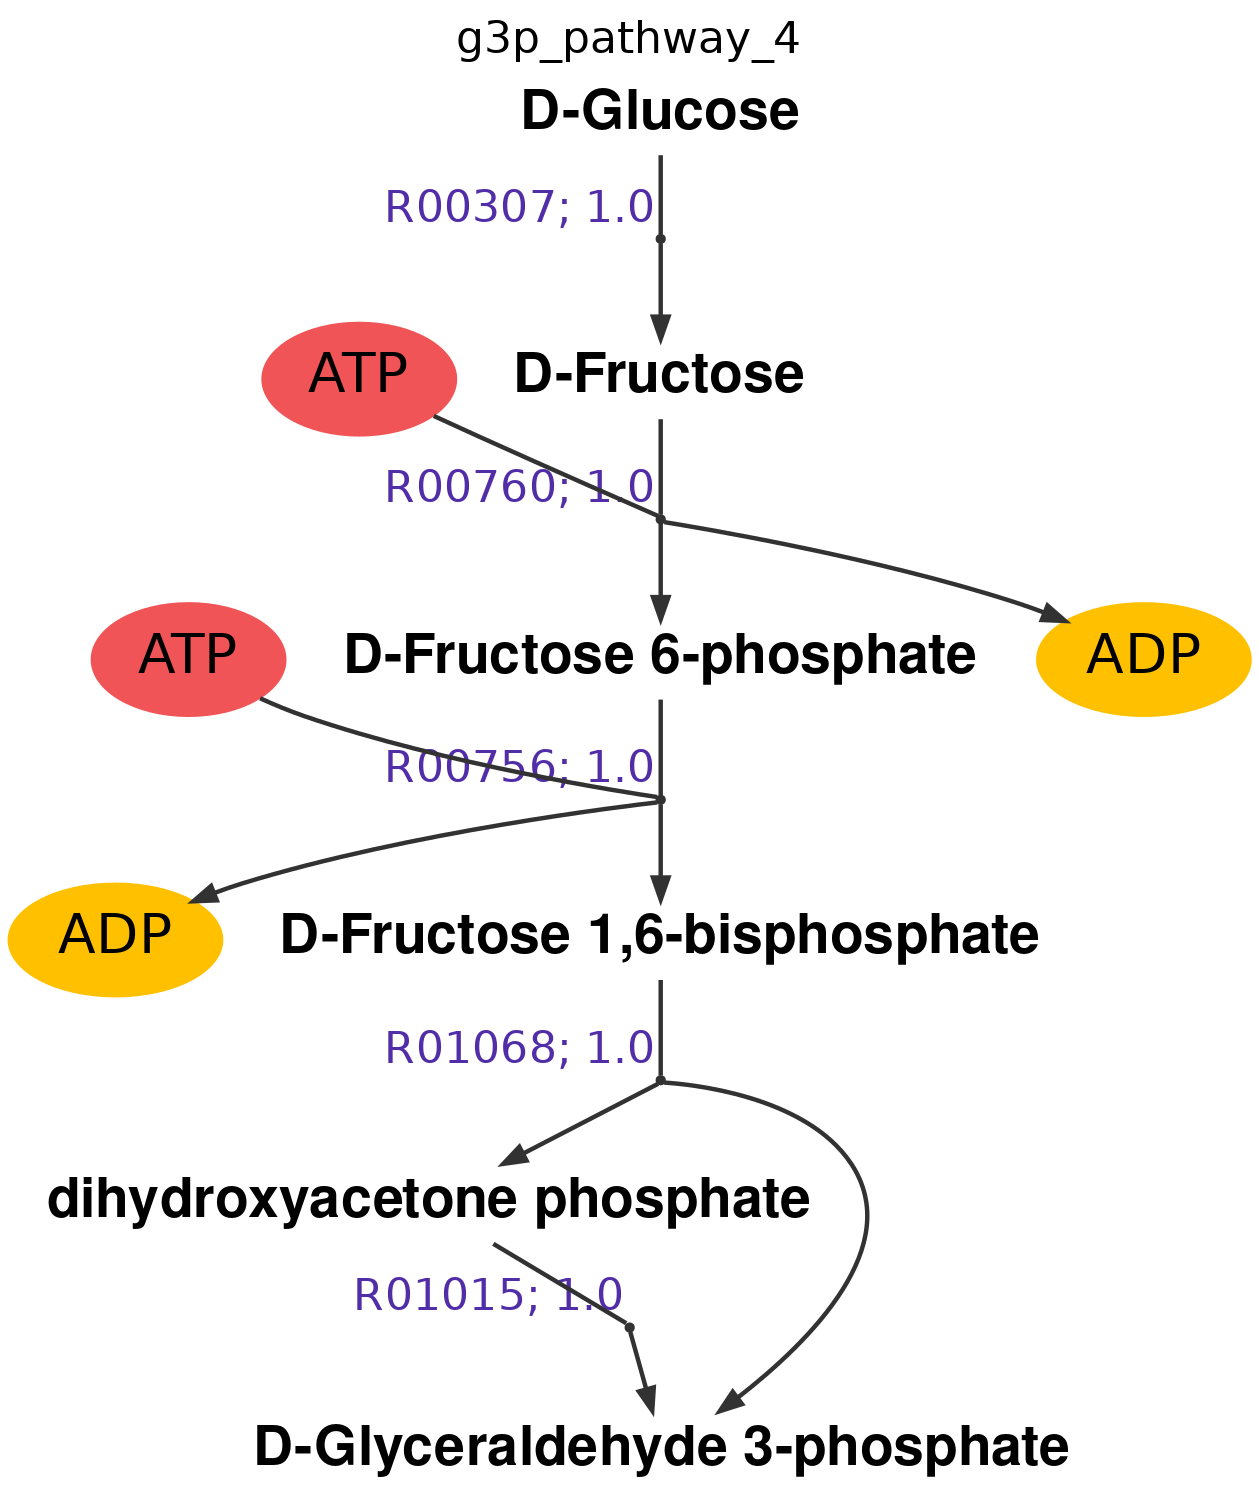 g3p_pathway_4
D-Glucose
R00307; 1.0
ATP
D-Fructose
R00760; 1.0
ATP
D-Fructose 6-phosphate
ADP
R00756; 1.0
ADP
D-Fructose 1,6-bisphosphate
R01068; 1.0
dihydroxyacetone phosphate
R01015; 1.0
D-Glyceraldehyde 3-phosphate